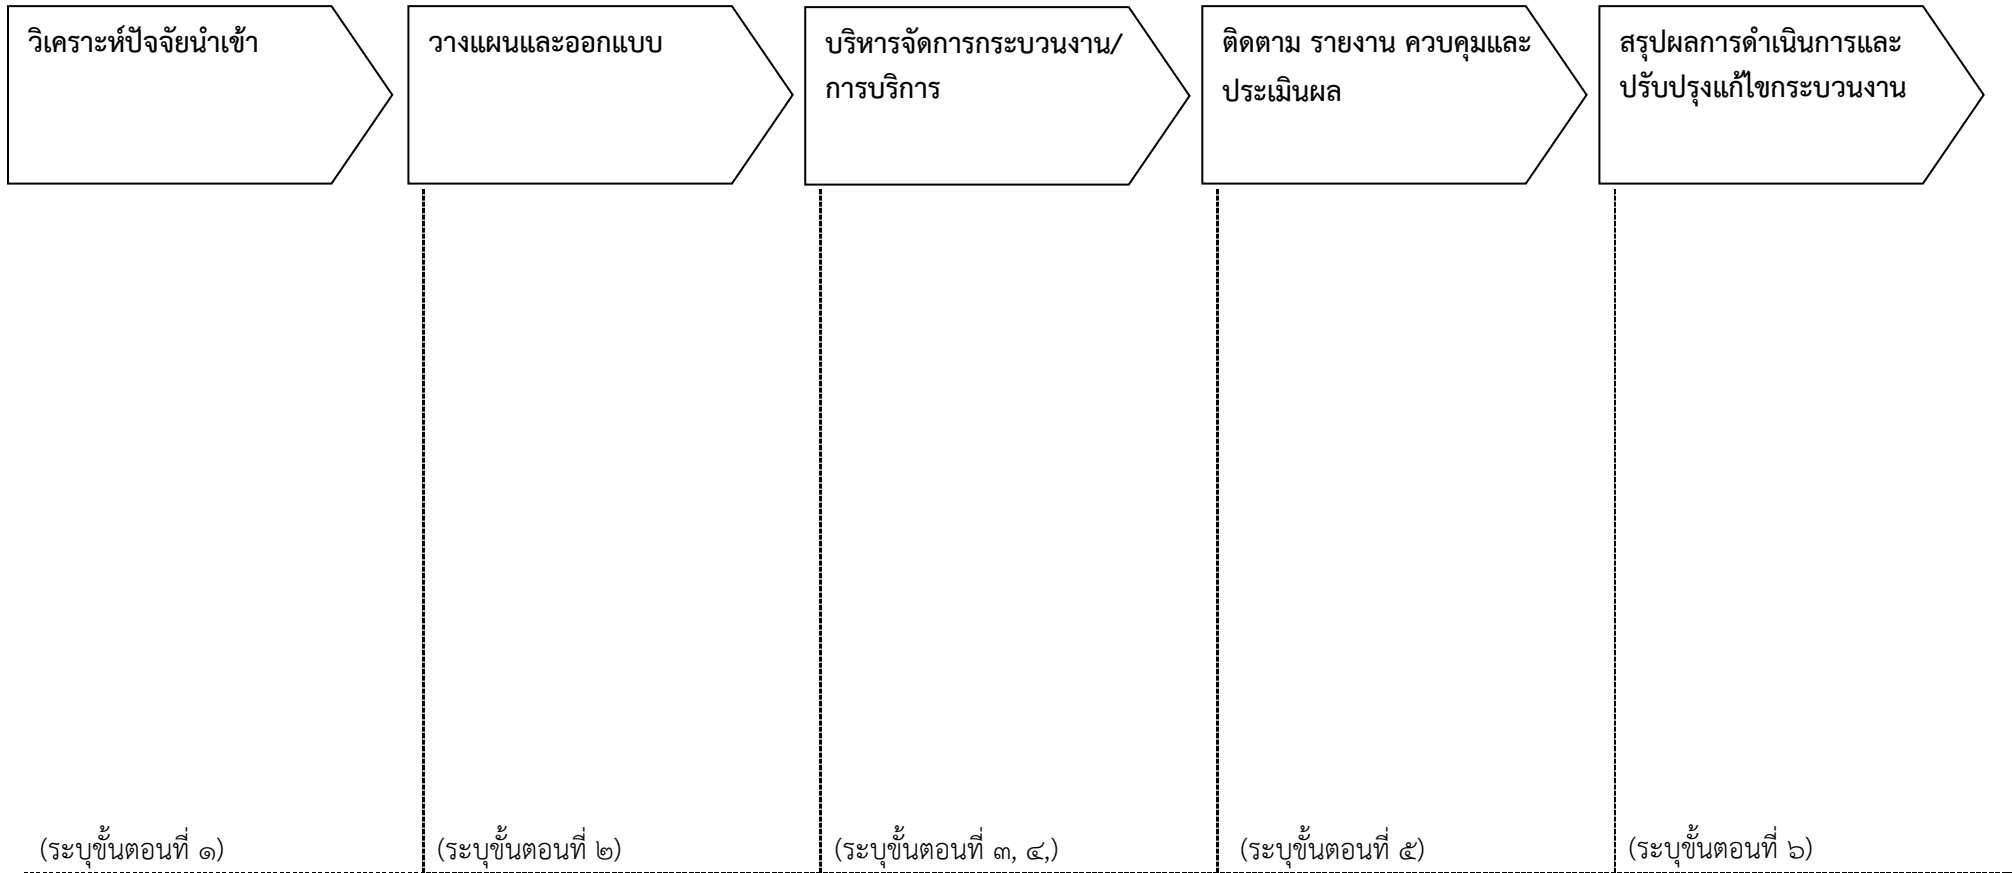 วิเคราะห์ปัจจัยนำเข้า
วางแผนและออกแบบ
บริหารจัดการกระบวนงาน/
การบริการ
ติดตาม รายงาน ควบคุมและ
ประเมินผล
สรุปผลการดำเนินการและ
ปรับปรุงแก้ไขกระบวนงาน
(ระบุขั้นตอนที่ ๑)
(ระบุขั้นตอนที่ ๒)
(ระบุขั้นตอนที่ ๓, ๔,)
(ระบุขั้นตอนที่ ๕)
(ระบุขั้นตอนที่ ๖)